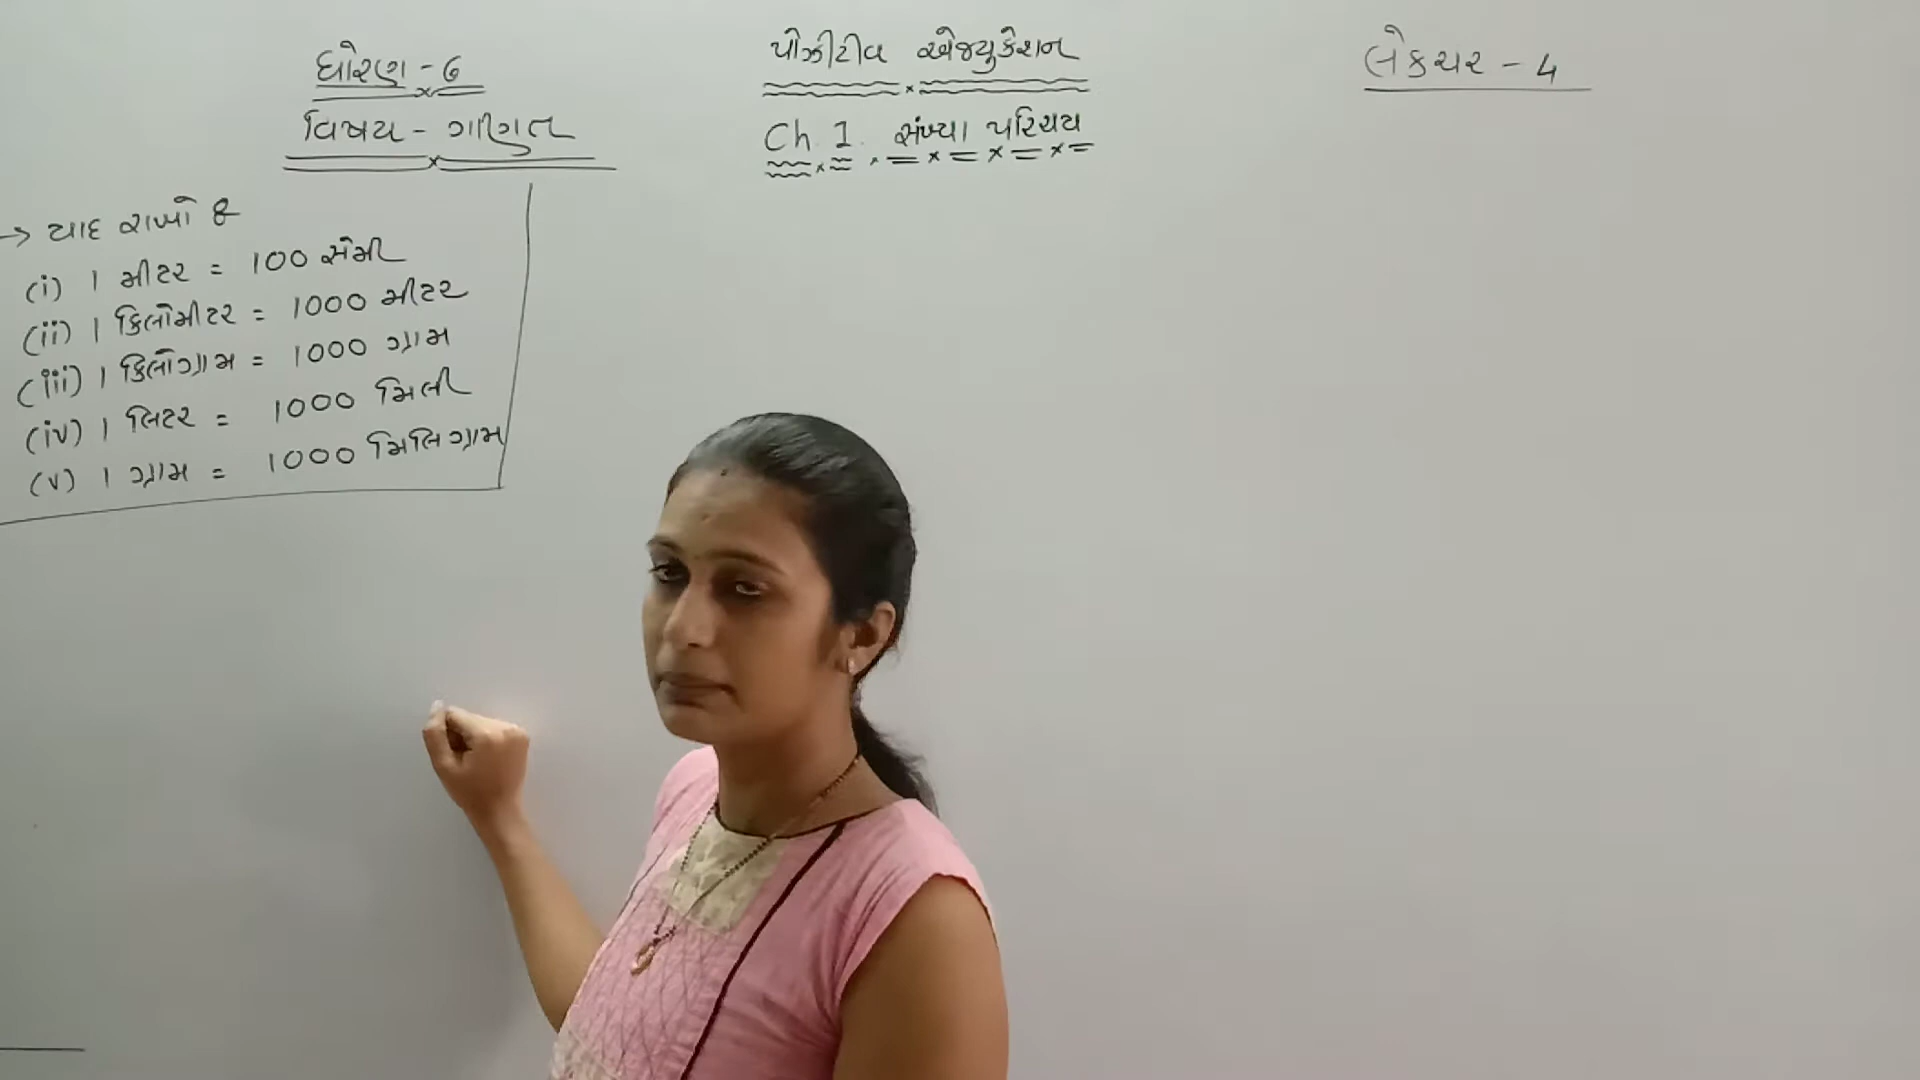 ધોરણ - 6
વિષય - ગણિત
પોઝીટીવ એજ્યુકેશન
Ch. 1. સંખ્યા પરિચય
લેકચર - 4
→ યાદ રાખો :-
(i) 1 મીટર = 100 સેમી
(ii) 1 કિલોમીટર = 1000 મીટર
(iii) 1 કિલોગ્રામ = 1000 ગ્રામ
(iv) 1 લિટર = 1000 મિલી
(v) 1 ગ્રામ = 1000 મિલિગ્રામ